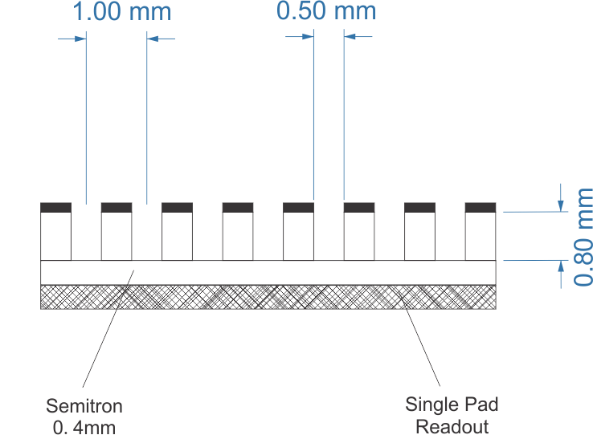 1.00 mm
0.50 mm
0.80 mm
Semitron
0. 4mm
Single Pad
Readout